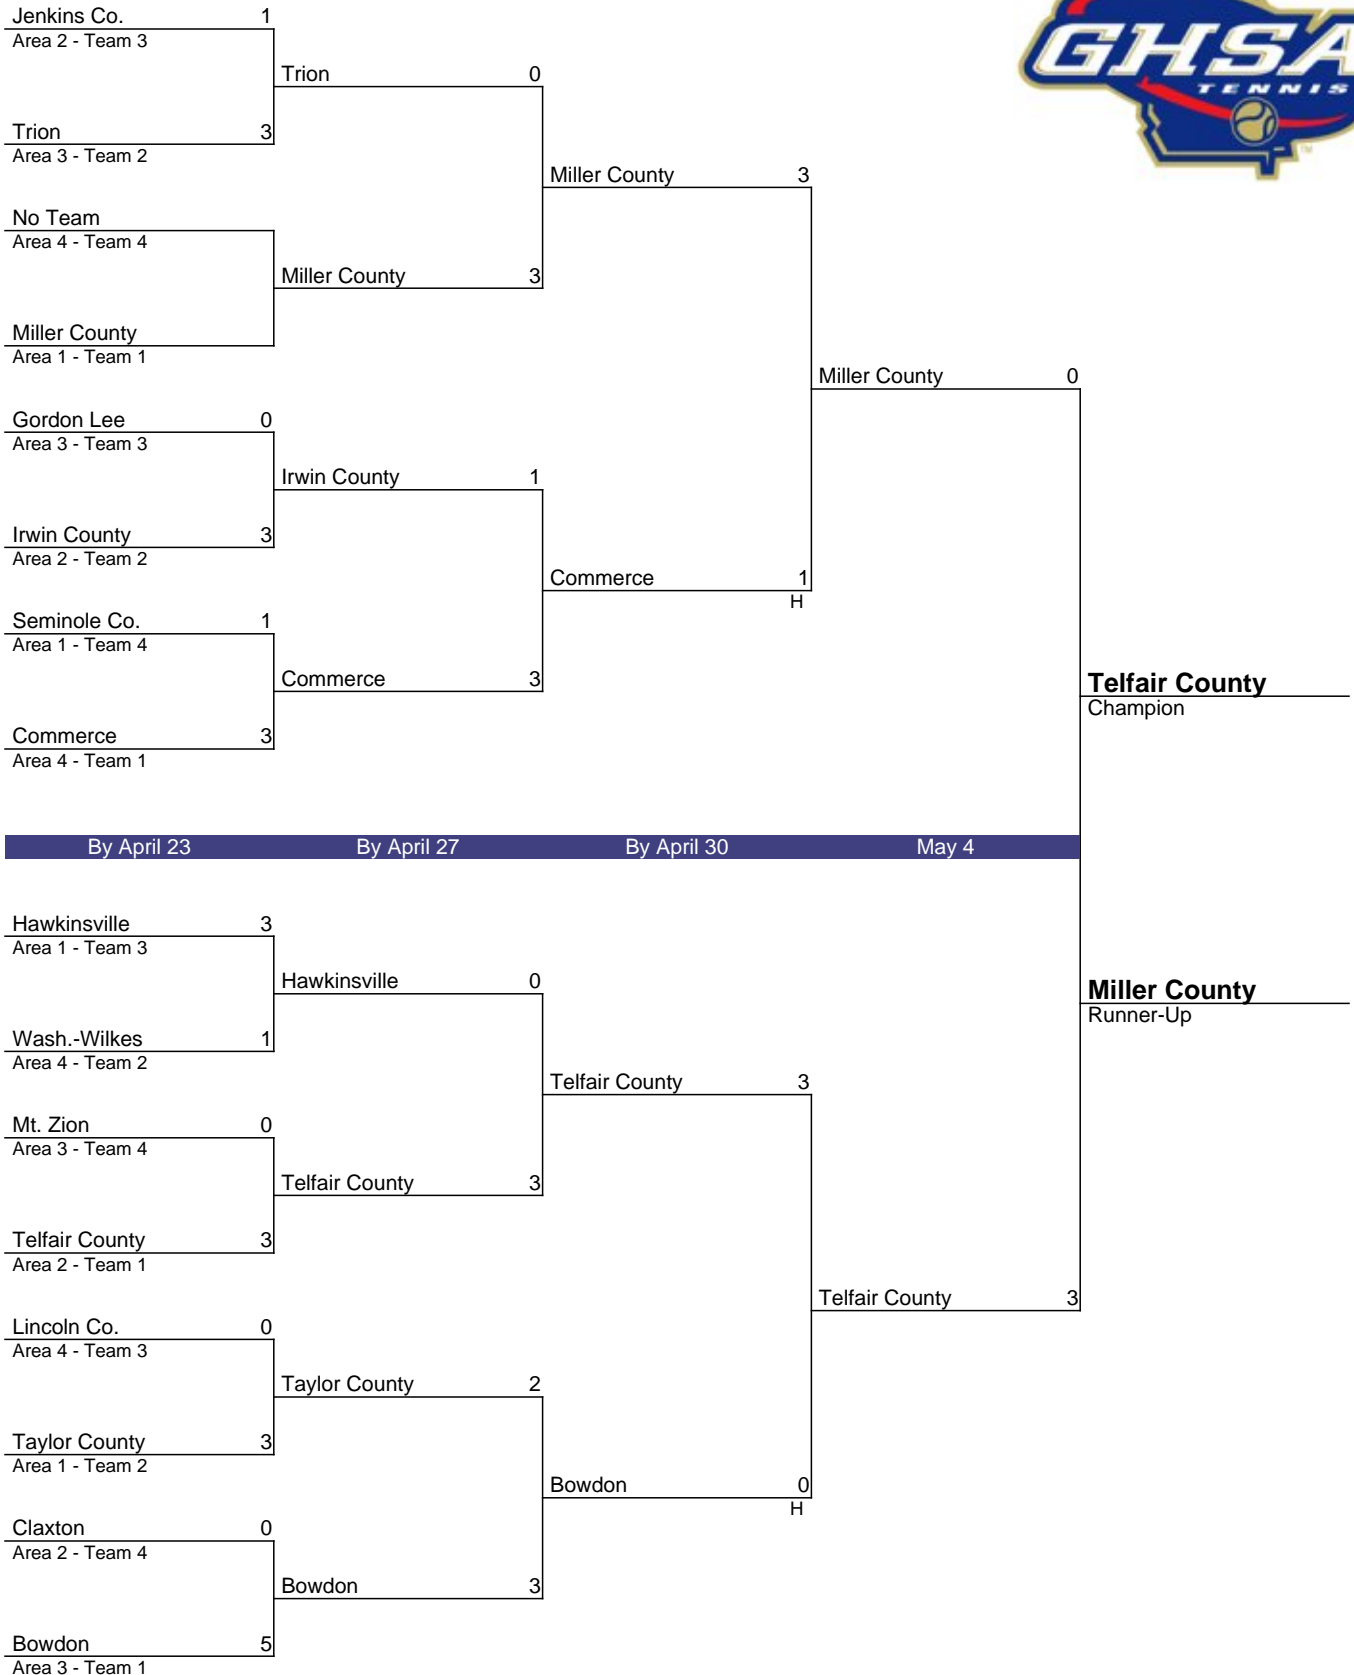 GHSA
TENNIS
TM
Jenkins Co. 1
Area 2 - Team 3
Trion 0
Trion 3
Area 3 - Team 2
Miller County 3
No Team
Area 4 - Team 4
Miller County 3
Miller County
Area 1 - Team 1
Miller County 0
Gordon Lee 0
Area 3 - Team 3
Irwin County 1
Irwin County 3
Area 2 - Team 2
Commerce 1
H
Seminole Co. 1
Area 1 - Team 4
Commerce 3
Telfair County
Champion
Commerce 3
Area 4 - Team 1
By April 23 By April 27 By April 30 May 4
Hawkinsville 3
Area 1 - Team 3
Hawkinsville 0
Miller County
Runner-Up
Wash.-Wilkes 1
Area 4 - Team 2
Telfair County 3
Mt. Zion 0
Area 3 - Team 4
Telfair County 3
Telfair County 3
Area 2 - Team 1
Telfair County 3
Lincoln Co. 0
Area 4 - Team 3
Taylor County 2
Taylor County 3
Area 1 - Team 2
Bowdon 0
H
Claxton 0
Area 2 - Team 4
Bowdon 3
Bowdon 5
Area 3 - Team 1